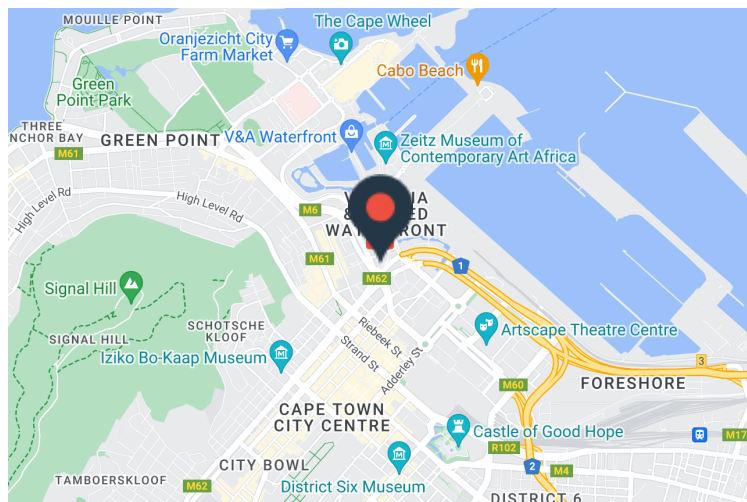 MOUILLE POINT
The Cape Wheel
Oranjezicht City
Farm Market
Cabo Beach
Green
Point Park
THREE
NCHOR BAY
GREEN POINT
V&A Waterfront
Zeitz Museum of
Contemporary Art Africa
M61
High Level Rd
High Level Rd
M6
V IA
& ED
WATERFRONT
M61
1
M62
Signal Hill
SIGNAL HILL
SCHOTSCHE
KLOOF
Riebeek St
Artscape Theatre Centre
Iziko Bo-Kaap Museum
Strand St
Adderley St
3
M60
FORESHORE
CAPE TOWN
CITY CENTRE
Castle of Good Hope
M17
R102
CITY BOWL
2
M4
TAMBOERSKLOOF
M62
District Six Museum
DISTRICT 6